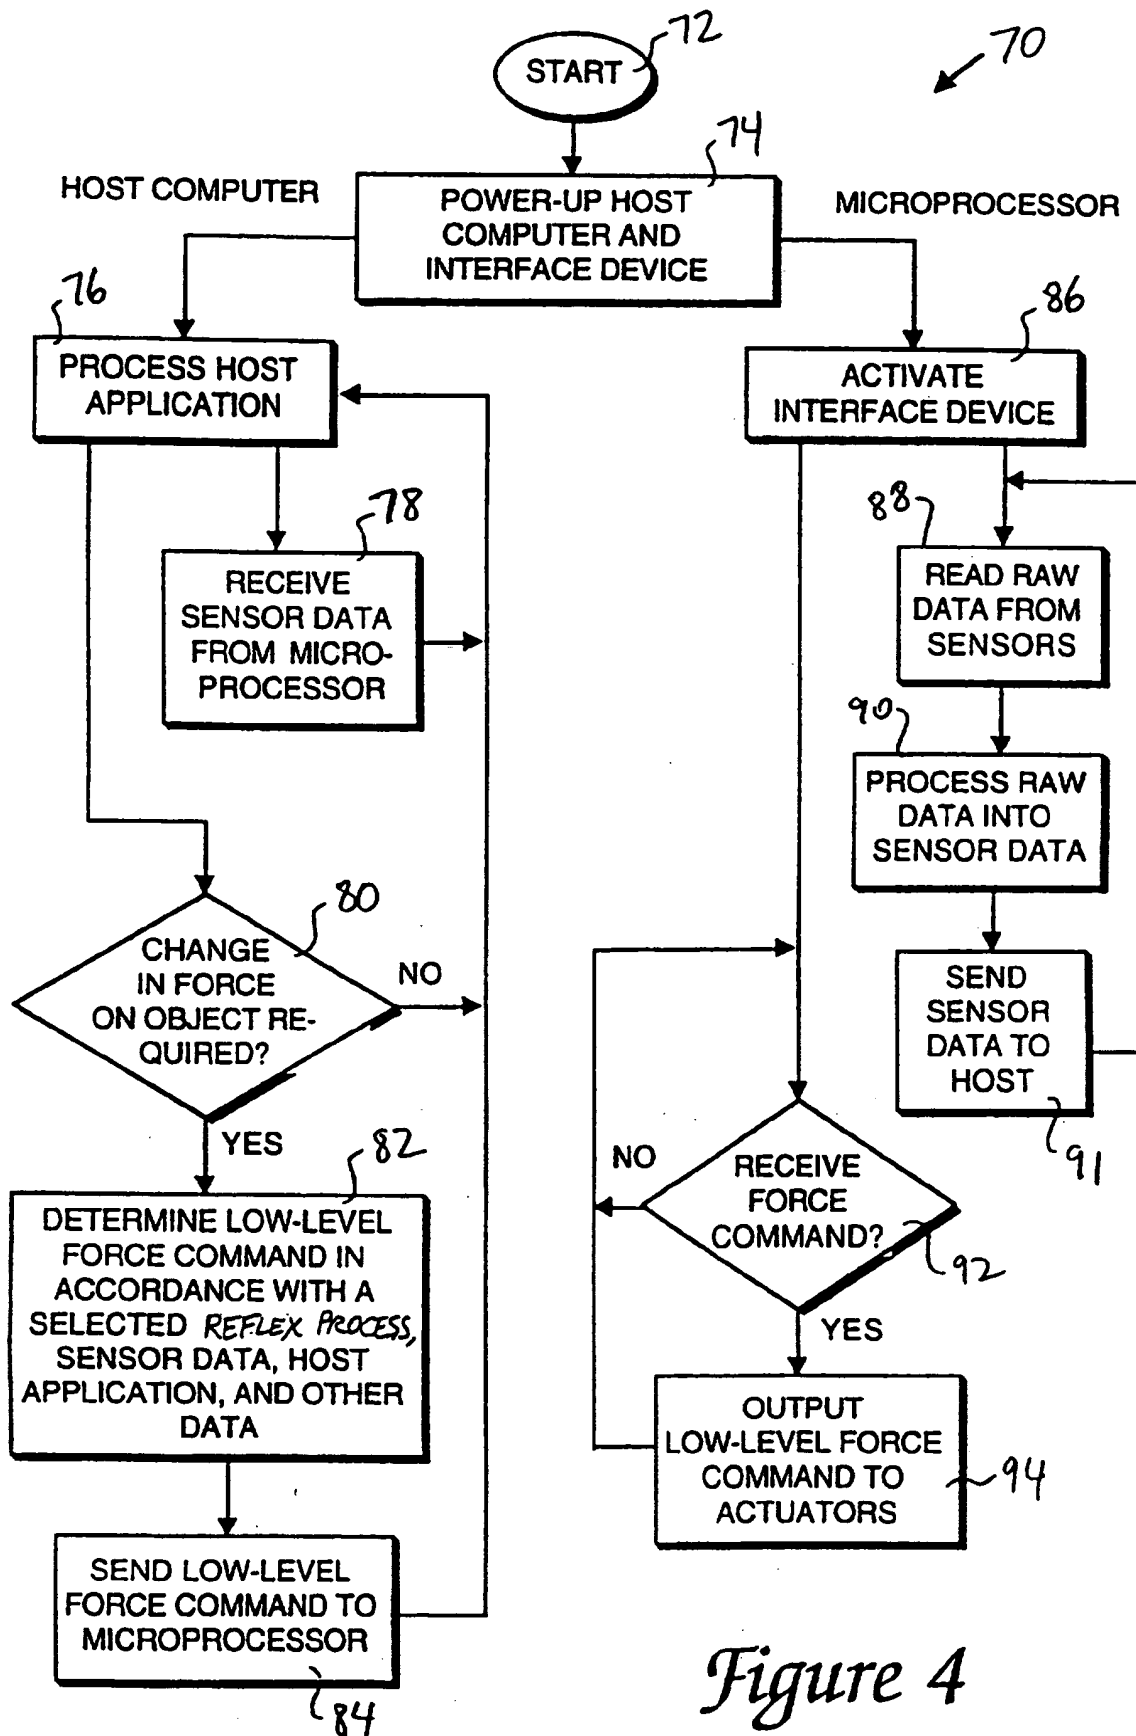 72
START
70
74
HOST COMPUTER
POWER-UP HOST
COMPUTER AND
INTERFACE DEVICE
MICROPROCESSOR
76
PROCESS HOST
APPLICATION
86
ACTIVATE
INTERFACE DEVICE
78
RECEIVE
SENSOR DATA
FROM MICRO-
PROCESSOR
88
READ RAW
DATA FROM
SENSORS
90
PROCESS RAW
DATA INTO
SENSOR DATA
80
CHANGE
IN FORCE
ON OBJECT RE-
QUIRED?
NO
YES
SEND
SENSOR
DATA TO
HOST
91
82
DETERMINE LOW-LEVEL
FORCE COMMAND IN
ACCORDANCE WITH A
SELECTED REFLEX PROCESS,
SENSOR DATA, HOST
APPLICATION, AND OTHER
DATA
NO
RECEIVE
FORCE
COMMAND?
92
YES
OUTPUT
LOW-LEVEL FORCE
COMMAND TO
ACTUATORS
94
SEND LOW-LEVEL
FORCE COMMAND TO
MICROPROCESSOR
84
Figure 4